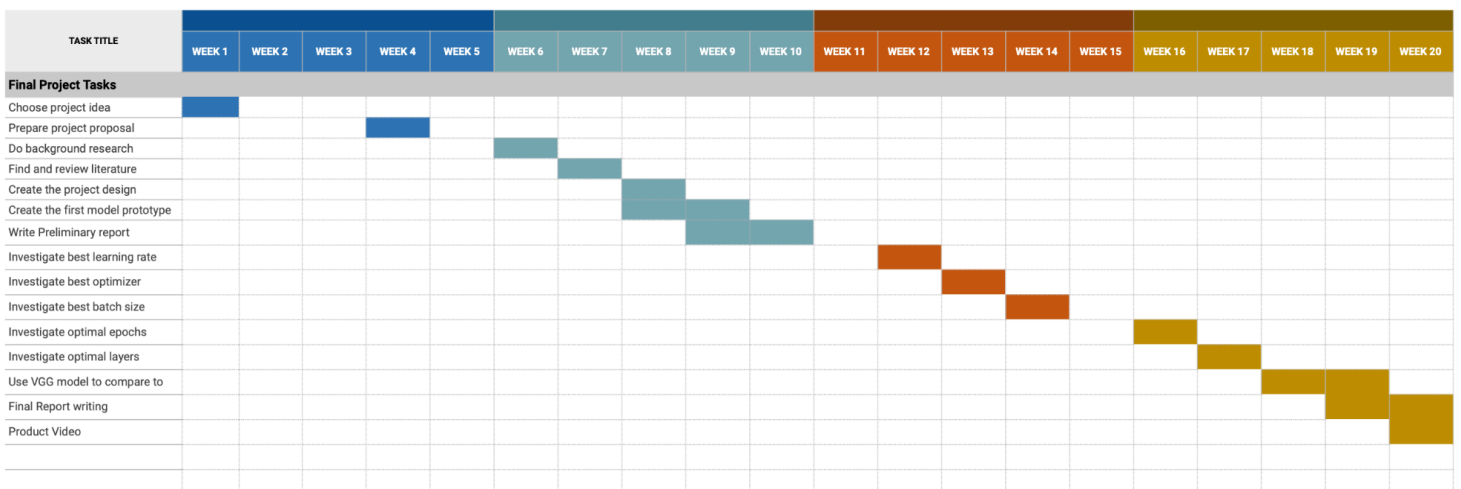 TASK TITLE
WEEK 1 WEEK 2 WEEK 3 WEEK 4 WEEK 5 WEEK 6 WEEK 7 WEEK 8 WEEK 9 WEEK 10 WEEK 11 WEEK 12 WEEK 13 WEEK 14 WEEK 15 WEEK 16 WEEK 17 WEEK 18 WEEK 19 WEEK 20
Final Project Tasks
Choose project idea
Prepare project proposal
Do background research
Find and review literature
Create the project design
Create the first model prototype
Write Preliminary report
Investigate best learning rate
Investigate best optimizer
Investigate best batch size
Investigate optimal epochs
Investigate optimal layers
Use VGG model to compare to
Final Report writing
Product Video